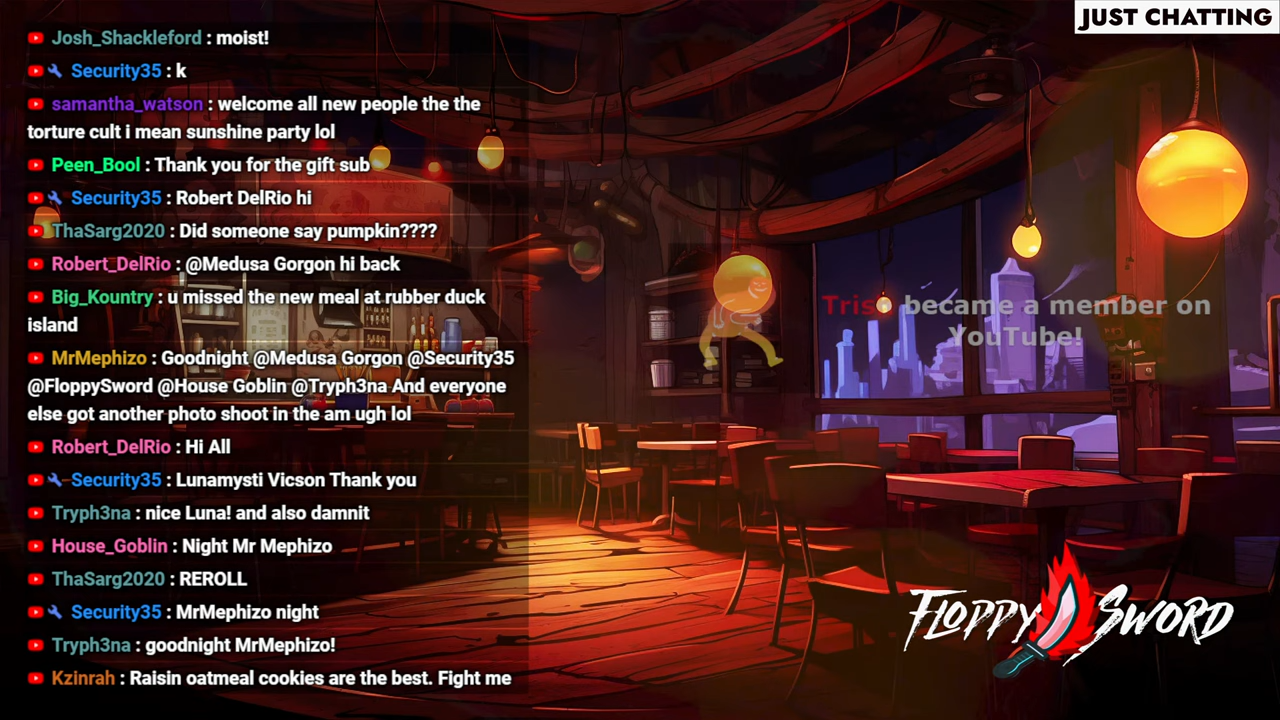 JUST CHATTING
Josh_Shackleford : moist!
Security35 : k
samantha_watson : welcome all new people the the
torture cult i mean sunshine party lol
Peen_Bool : Thank you for the gift sub
Security35 : Robert DelRio hi
ThaSarg2020 : Did someone say pumpkin????
Robert_DelRio : @Medusa Gorgon hi back
Big_Kountry : u missed the new meal at rubber duck
island
MrMephizo : Goodnight @Medusa Gorgon @Security35
@FloppySword @House Goblin @Tryph3na And everyone
else got another photo shoot in the am ugh lol
Robert_DelRio : Hi All
Security35 : Lunamysti Vicson Thank you
Tryph3na : nice Luna! and also damnit
House_Goblin : Night Mr Mephizo
ThaSarg2020 : REROLL
Security35 : MrMephizo night
Tryph3na : goodnight MrMephizo!
Kzinrah : Raisin oatmeal cookies are the best. Fight me
became a member on
YouTube!
FLOPPY SWORD